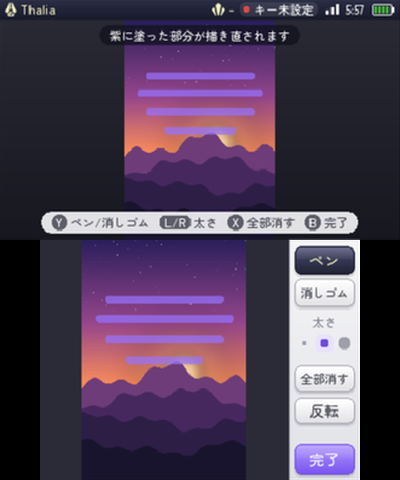 Thalia
- キー未設定 5:57
紫に塗った部分が描き直されます
Y ペン/消しゴム L/R 太さ X 全部消す B 完了
ペン
消しゴム
太さ
全部消す
反転
完了